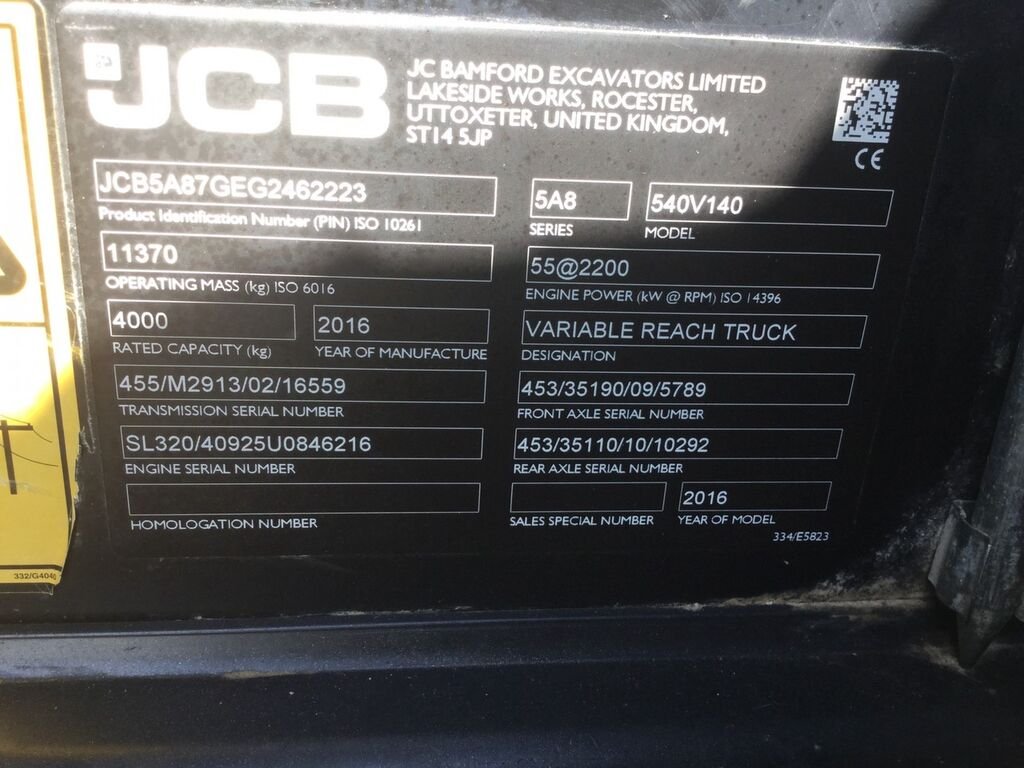 JCB
JC BAMFORD EXCAVATORS LIMITED
LAKESIDE WORKS, ROCESTER,
UTTOXETER, UNITED KINGDOM,
ST14 5JP
CE
JCB5A87GEG2462223
Product Identification Number (PIN) ISO 10261
5A8
SERIES
540V140
MODEL
11370
OPERATING MASS (kg) ISO 6016
55@2200
ENGINE POWER (kW @ RPM) ISO 14396
4000
RATED CAPACITY (kg)
2016
YEAR OF MANUFACTURE
VARIABLE REACH TRUCK
DESIGNATION
455/M2913/02/16559
TRANSMISSION SERIAL NUMBER
453/35190/09/5789
FRONT AXLE SERIAL NUMBER
SL320/40925U0846216
ENGINE SERIAL NUMBER
453/35110/10/10292
REAR AXLE SERIAL NUMBER
HOMOLOGATION NUMBER
SALES SPECIAL NUMBER
2016
YEAR OF MODEL
334/E5823